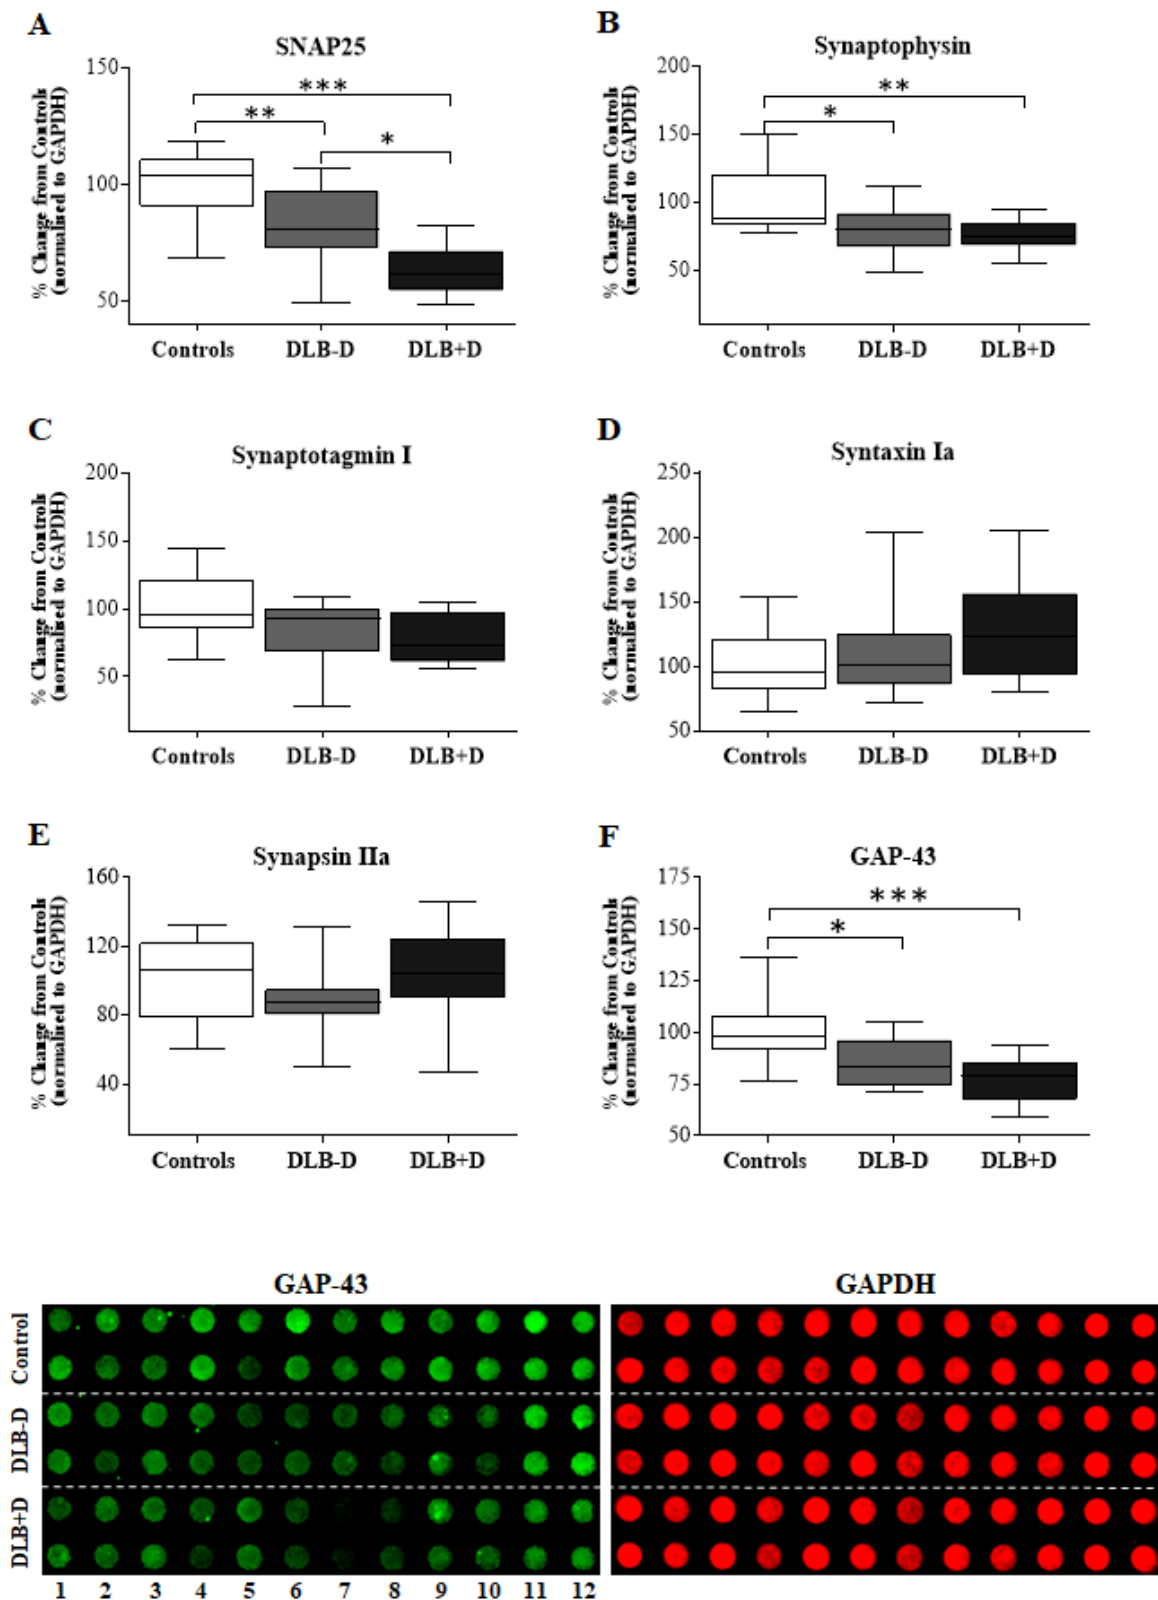 A
SNAP25
% Change from Controls
(normalised to GAPDH)
150
100
50
***
**
*
Controls DLB-D DLB+D
B
Synaptophysin
% Change from Controls
(normalised to GAPDH)
200
150
100
50
**
*
Controls DLB-D DLB+D
C
Synaptotagmin I
% Change from Controls
(normalised to GAPDH)
200
150
100
50
Controls DLB-D DLB+D
D
Syntaxin Ia
% Change from Controls
(normalised to GAPDH)
250
200
150
100
50
Controls DLB-D DLB+D
E
Synapsin IIa
% Change from Controls
(normalised to GAPDH)
160
120
80
40
Controls DLB-D DLB+D
F
GAP-43
% Change from Controls
(normalised to GAPDH)
175
150
125
100
75
50
***
*
Controls DLB-D DLB+D
GAP-43 GAPDH
Control
DLB-D
DLB+D
1 2 3 4 5 6 7 8 9 10 11 12